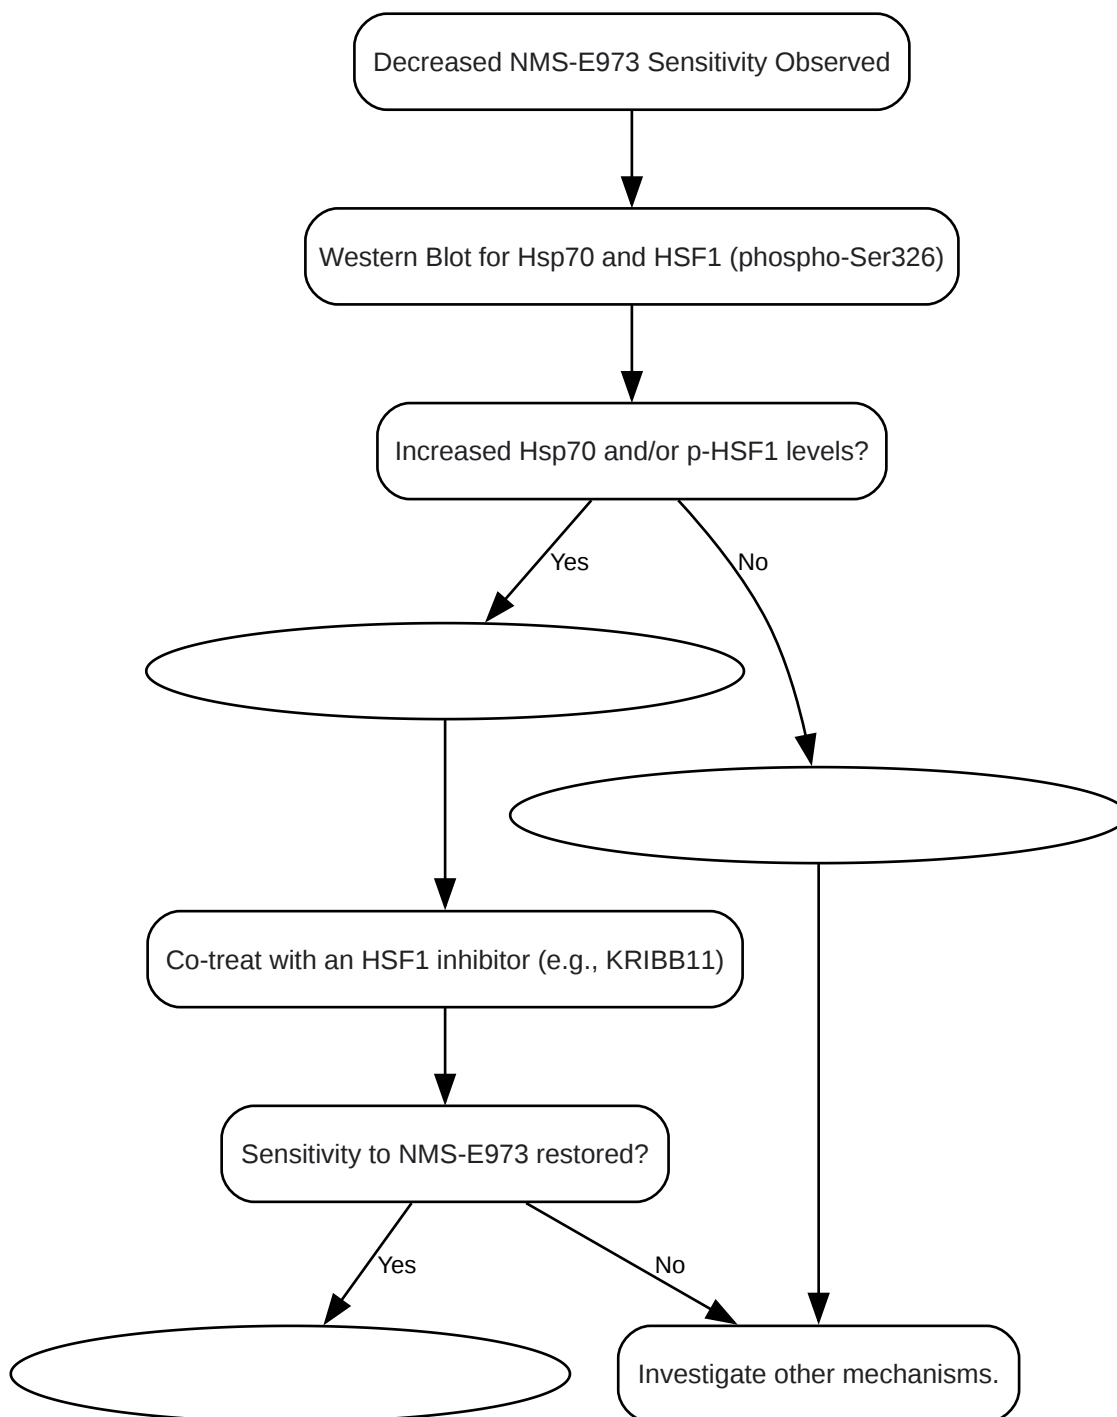 Decreased NMS-E973 Sensitivity Observed
Western Blot for Hsp70 and HSF1 (phospho-Ser326)
Increased Hsp70 and/or p-HSF1 levels?
Yes
No
Co-treat with an HSF1 inhibitor (e.g., KRIBB11)
Sensitivity to NMS-E973 restored?
Yes
No
Investigate other mechanisms.